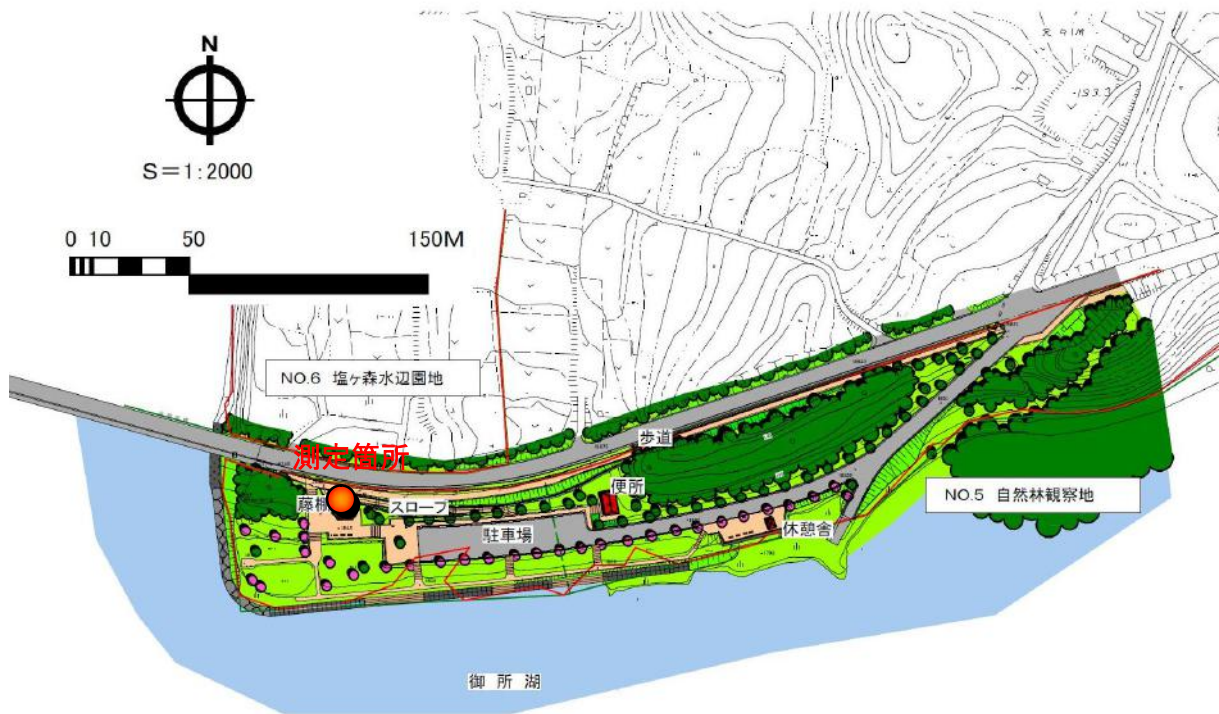 N
S=1:2000
0 10 50 150M
NO.6 塩ヶ森水辺園地
測定箇所
歩道
藤棚
スロープ
便所
駐車場
休憩舎
NO.5 自然林観察地
御所湖